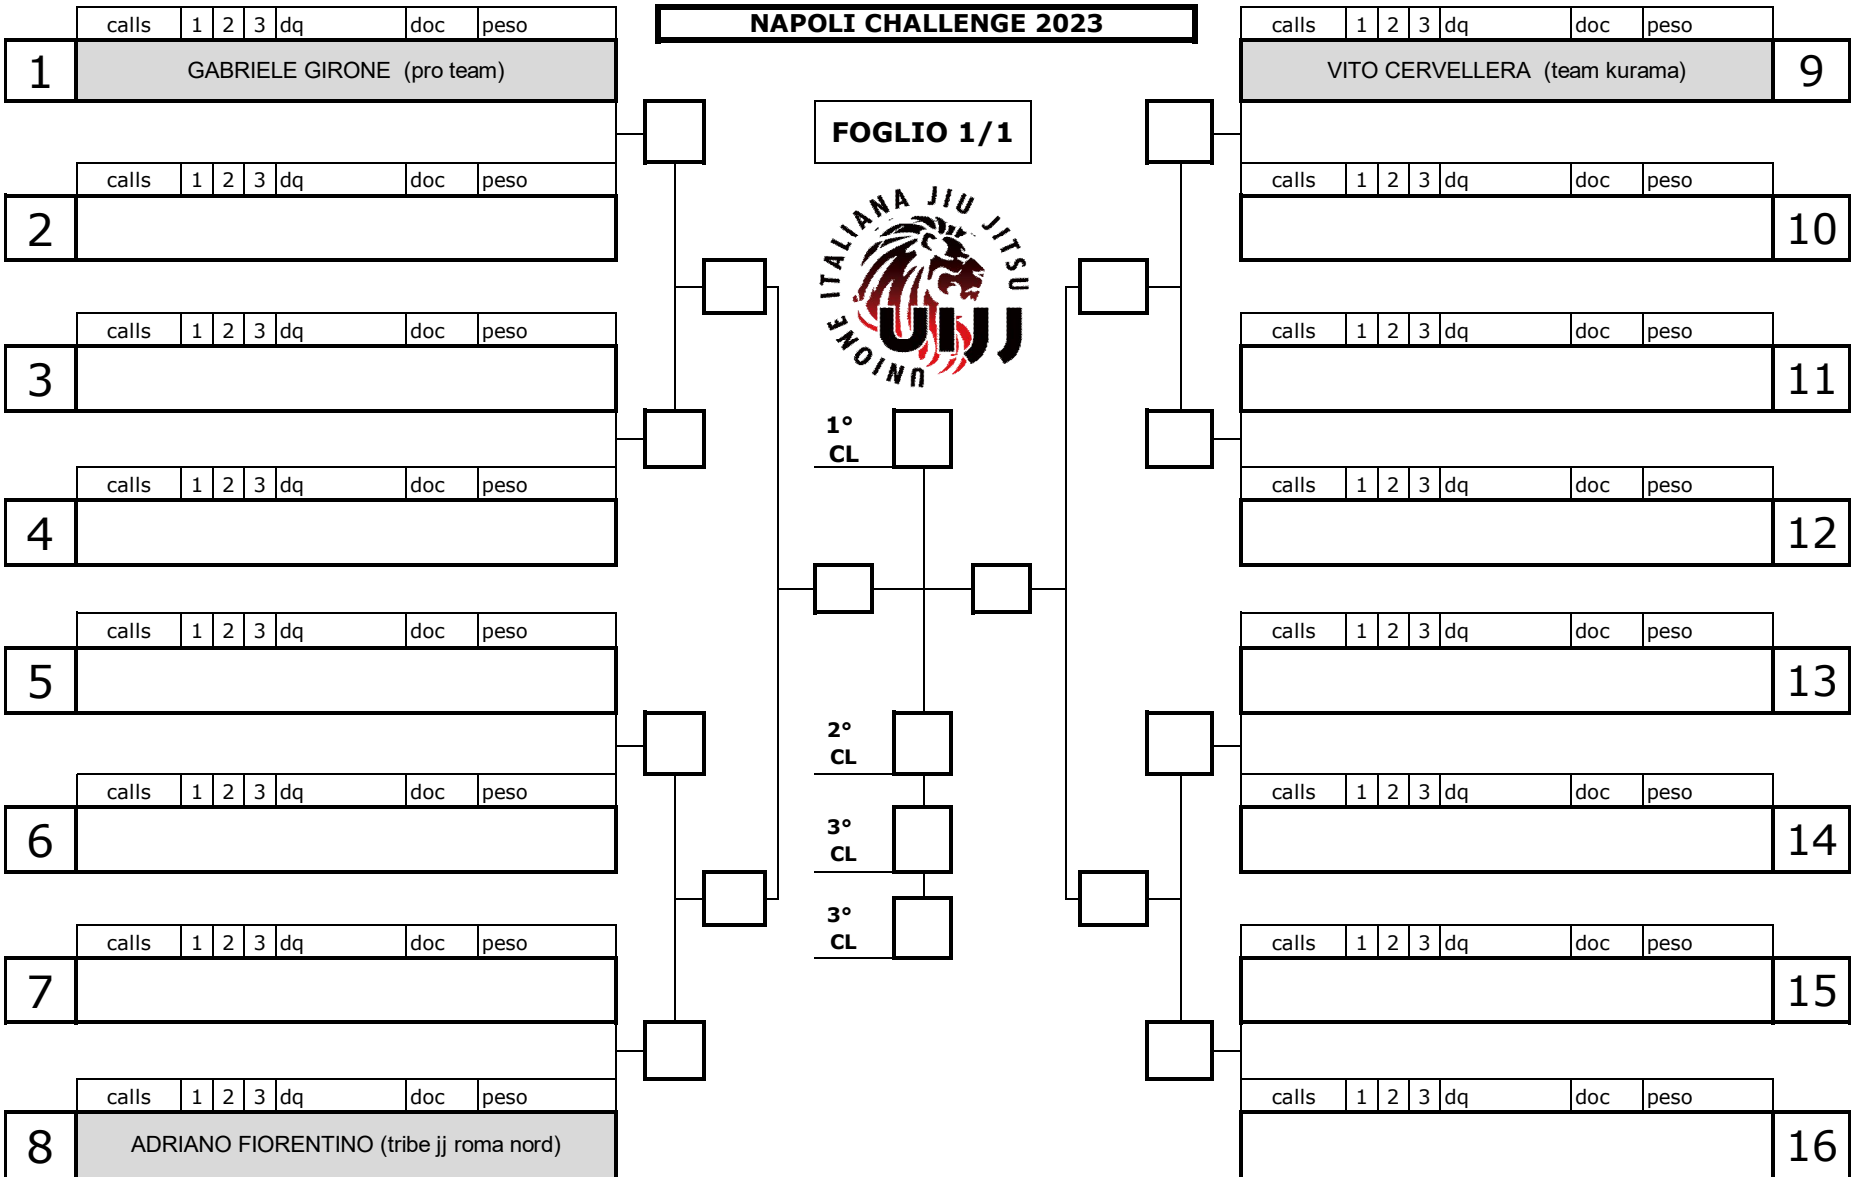 NAPOLI CHALLENGE 2023
FOGLIO 1/1
UNIONE ITALIANA JIU JITSU
UIJJ
calls 1 2 3 dq doc peso
1 GABRIELE GIRONE (pro team)
calls 1 2 3 dq doc peso
2
calls 1 2 3 dq doc peso
3
calls 1 2 3 dq doc peso
4
calls 1 2 3 dq doc peso
5
calls 1 2 3 dq doc peso
6
calls 1 2 3 dq doc peso
7
calls 1 2 3 dq doc peso
8 ADRIANO FIORENTINO (tribe jj roma nord)
1°
CL
2°
CL
3°
CL
3°
CL
calls 1 2 3 dq doc peso
VITO CERVELLERA (team kurama) 9
calls 1 2 3 dq doc peso
10
calls 1 2 3 dq doc peso
11
calls 1 2 3 dq doc peso
12
calls 1 2 3 dq doc peso
13
calls 1 2 3 dq doc peso
14
calls 1 2 3 dq doc peso
15
calls 1 2 3 dq doc peso
16